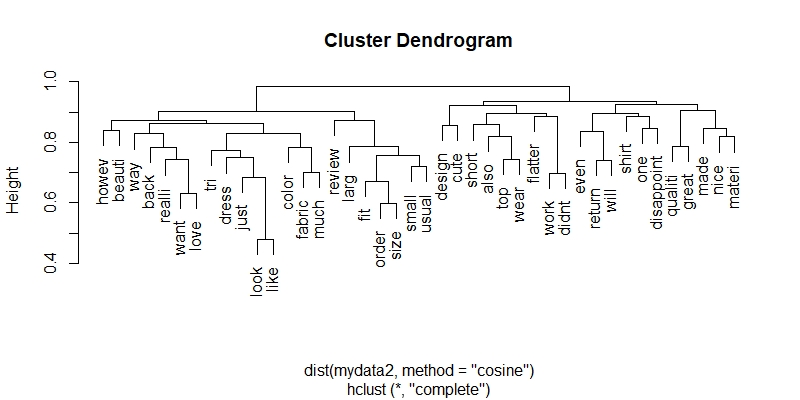 Cluster Dendrogram
Height
1.0
0.8
0.6
0.4
howev
beauti
way
back
realli
want
love
tri
dress
just
look
like
color
fabric
much
review
larg
fit
order
size
small
usual
design
cute
short
also
top
wear
flatter
work
didnt
even
return
will
shirt
one
disappoint
qualiti
great
made
nice
materi
dist(mydata2, method = "cosine")
hclust (*, "complete")